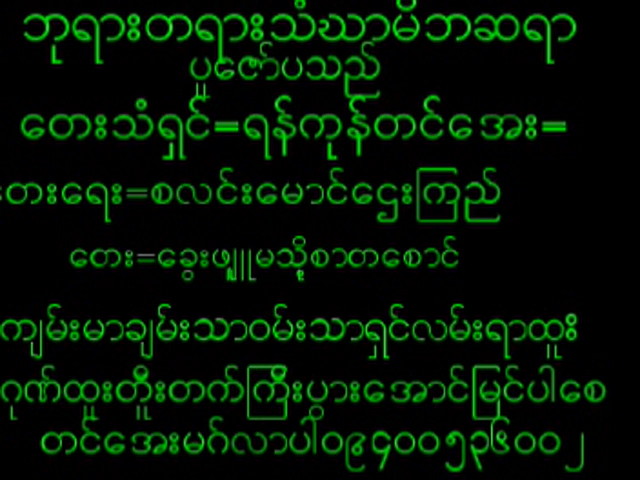 ဘုရားတရားသံဃာမိဘဆရာ
ပူဇော်ပသည်
တေးသံရှင်=ရန်ကုန်တင်အေး=
းတေးရေး=စလင်းမောင်ဌေးကြည်
တေး=ခွေးဖျူမသို့စာတစောင်
ကျမ်းမာချမ်းသာဝမ်းသာရှင်လမ်းရာထူး
ဂုဏ်ထူးတိူးတက်ကြီးပွားအောင်မြင်ပါစေ
တင်အေးမင်္ဂလာပါ၀၉၄၀၀၅၃၆၀၀၂